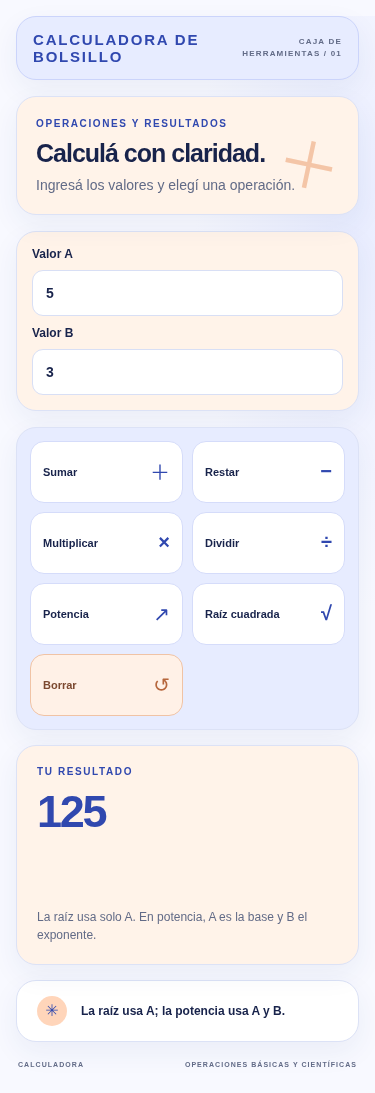 CALCULADORA DE
BOLSILLO
CAJA DE
HERRAMIENTAS / 01
OPERACIONES Y RESULTADOS
Calculá con claridad.
Ingresá los valores y elegí una operación.
Valor A
5
Valor B
3
Sumar +
Restar −
Multiplicar ×
Dividir ÷
Potencia ↗
Raíz cuadrada √
Borrar ↺
TU RESULTADO
125
La raíz usa solo A. En potencia, A es la base y B el
exponente.
✳ La raíz usa A; la potencia usa A y B.
CALCULADORA
OPERACIONES BÁSICAS Y CIENTÍFICAS